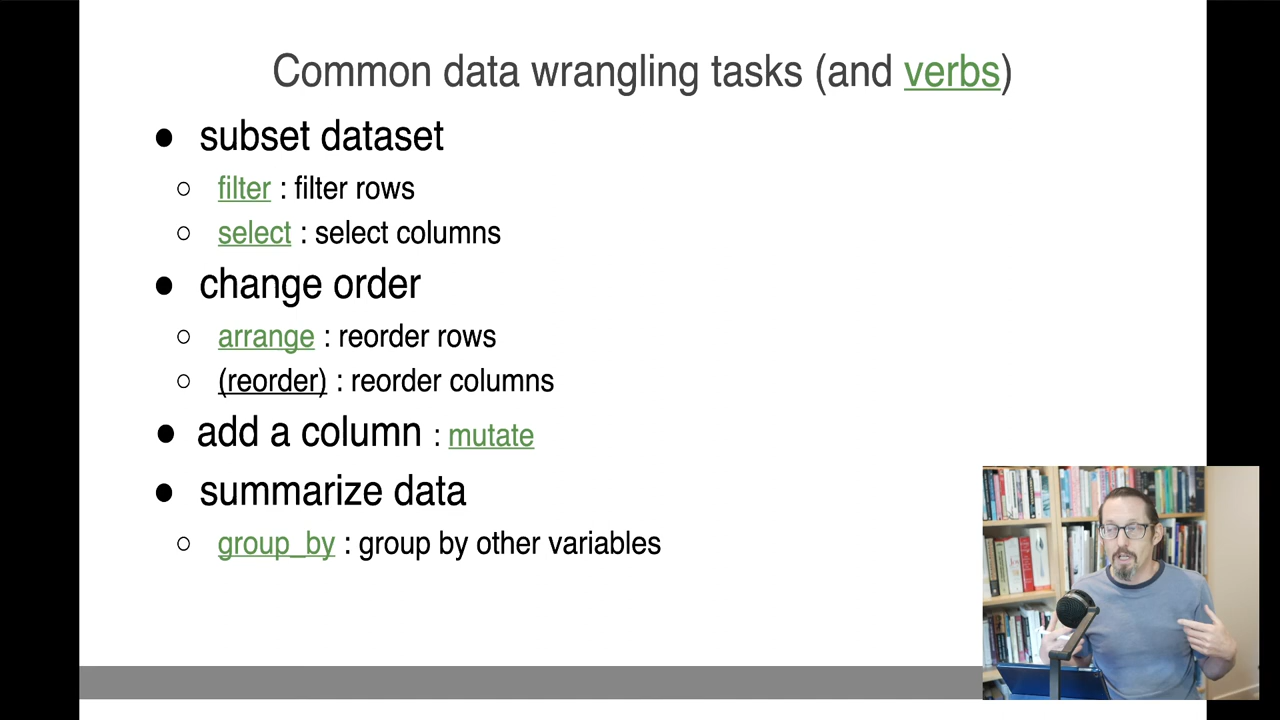 Common data wrangling tasks (and verbs)
● subset dataset
○ filter : filter rows
○ select : select columns
● change order
○ arrange : reorder rows
○ (reorder) : reorder columns
● add a column : mutate
● summarize data
○ group_by : group by other variables